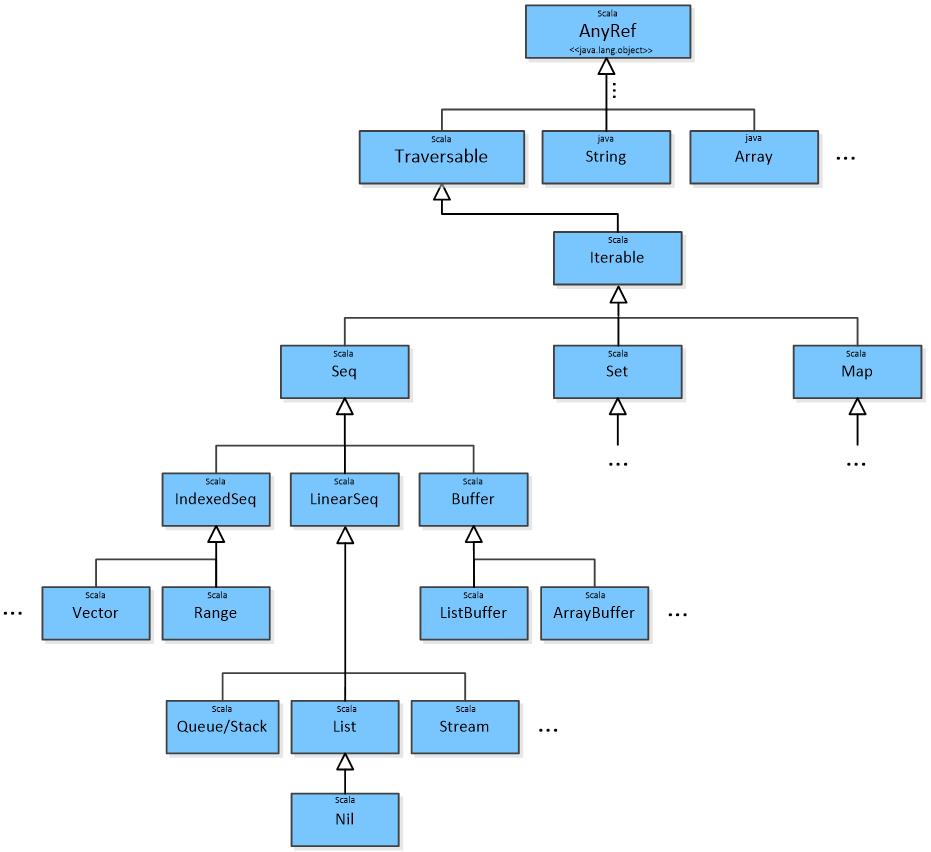 Scala
AnyRef
<<java.lang.object>>
⋮
Scala
Traversable
java
String
java
Array
...
Scala
Iterable
Scala
Seq
Scala
Set
Scala
Map
...
...
Scala
IndexedSeq
Scala
LinearSeq
Scala
Buffer
...
Scala
Vector
Scala
Range
Scala
ListBuffer
Scala
ArrayBuffer
...
Scala
Queue/Stack
Scala
List
Scala
Stream
...
Scala
Nil